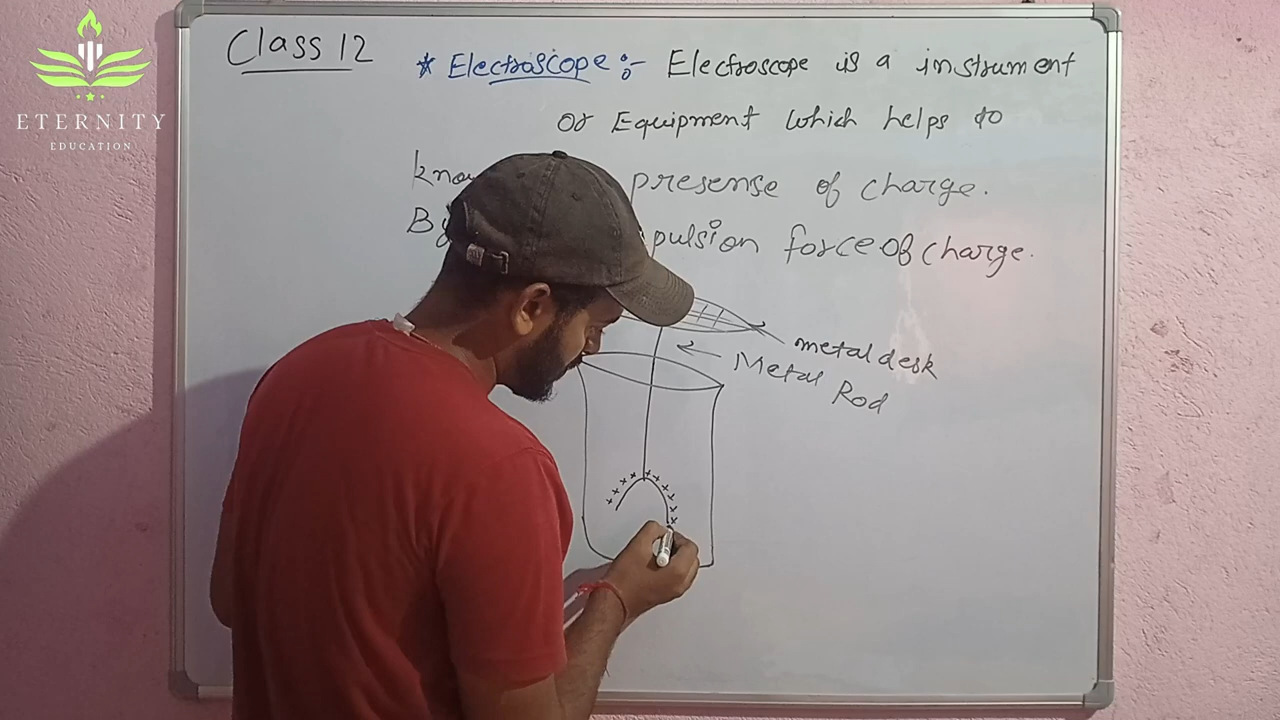 Class 12
* Electroscope :- Electroscope is a instrument
or Equipment which helps to
presense of charge.
By pulsion force of charge.
metal desk
Metal Rod
ETERNITY
EDUCATION